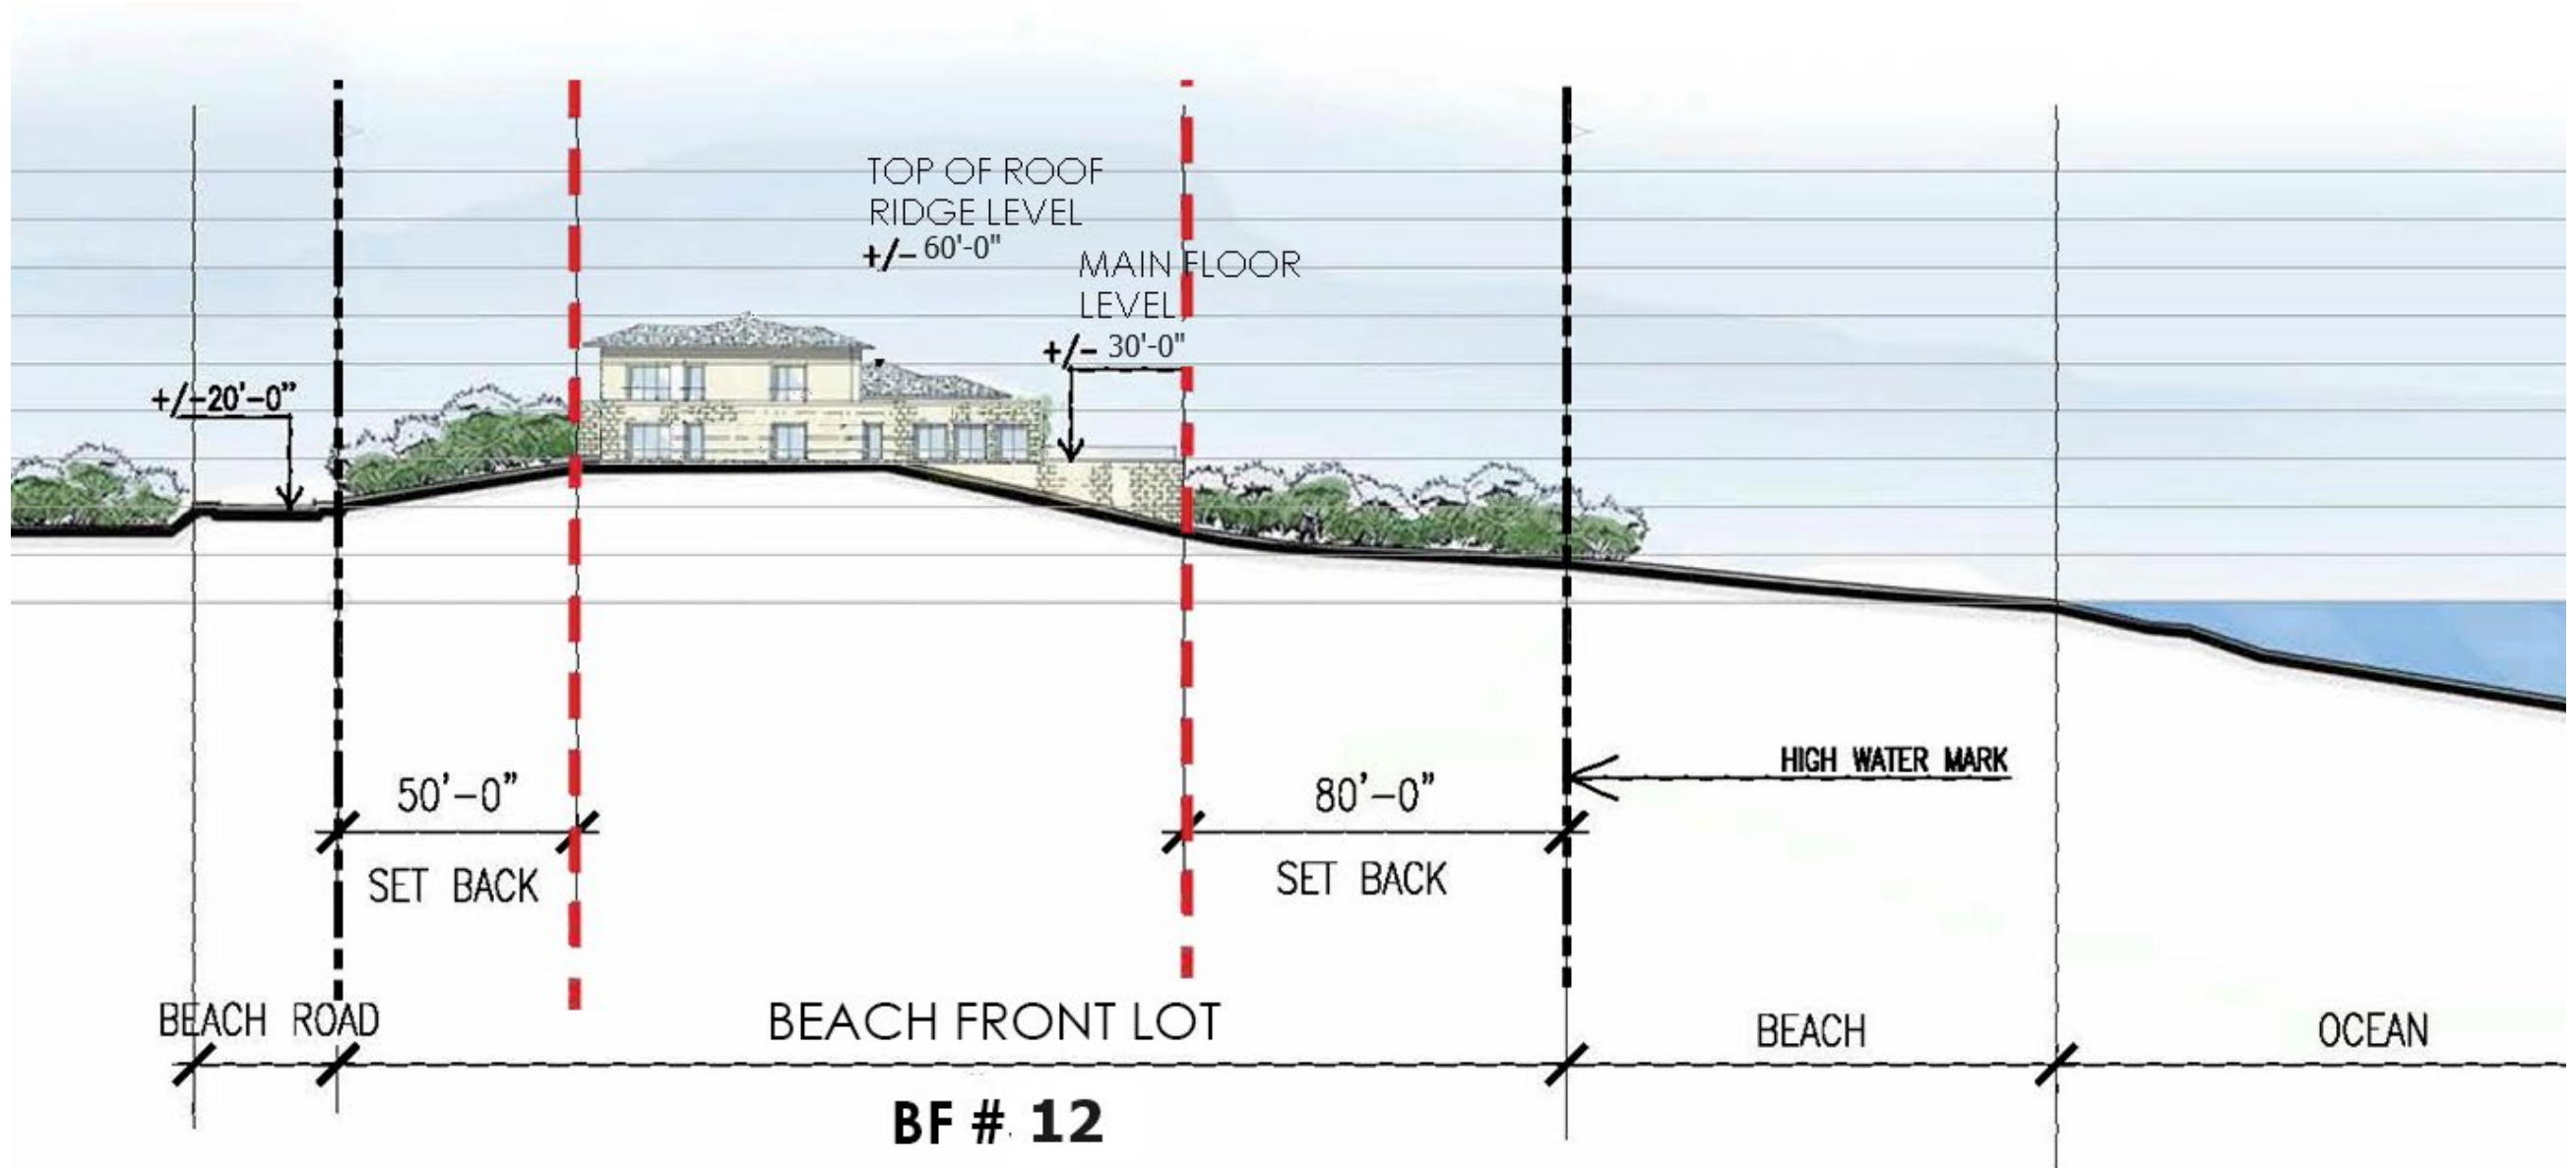 TOP OF ROOF
RIDGE LEVEL
+/- 60'-0"
MAIN FLOOR
LEVEL
+/- 30'-0"
+/-20'-0"
HIGH WATER MARK
50'-0"
SET BACK
80'-0"
SET BACK
BEACH ROAD
BEACH FRONT LOT
BEACH
OCEAN
BF # 12